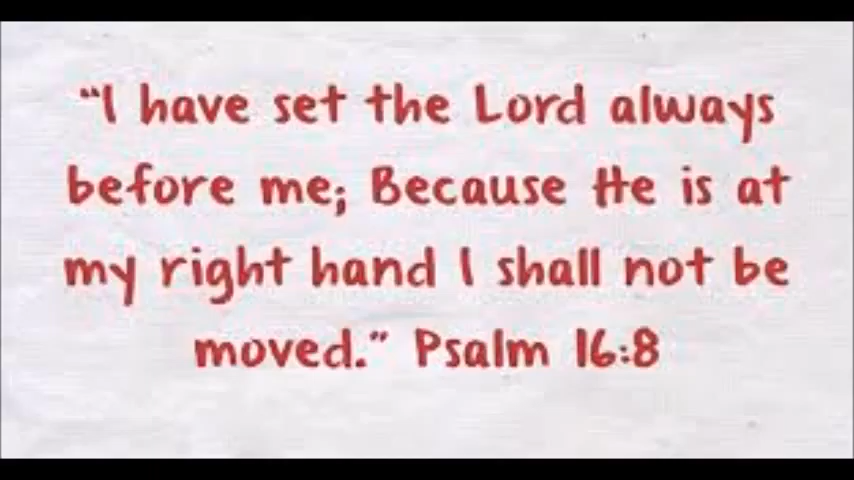 “I have set the Lord always
before me; Because He is at
my right hand I shall not be
moved.” Psalm 16:8